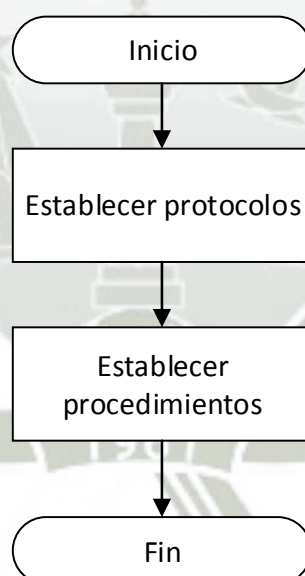 Inicio
Establecer protocolos
Establecer
procedimientos
Fin